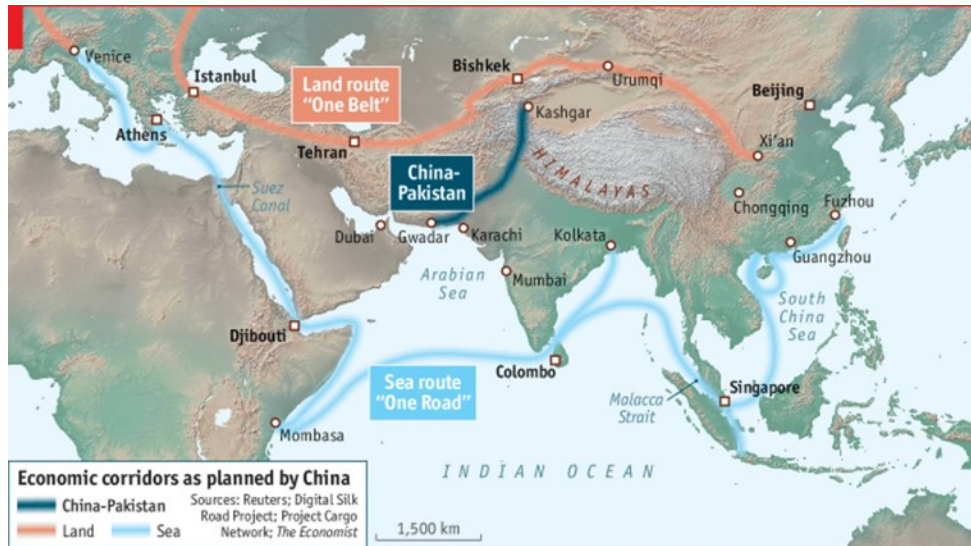 Venice
Istanbul
Land route
"One Belt"
Bishkek
Urumqi
Beijing
Athens
Tehran
Kashgar
Xi'an
HIMALAYAS
China-
Pakistan
Suez
Canal
Chongqing
Fuzhou
Dubai
Gwadar
Karachi
Kolkata
Guangzhou
Arabian
Sea
Mumbai
South
China
Sea
Djibouti
Colombo
Sea route
"One Road"
Malacca
Strait
Singapore
Mombasa
INDIAN OCEAN
Economic corridors as planned by China
China-Pakistan
Land
Sea
Sources: Reuters; Digital Silk
Road Project; Project Cargo
Network; The Economist
1,500 km